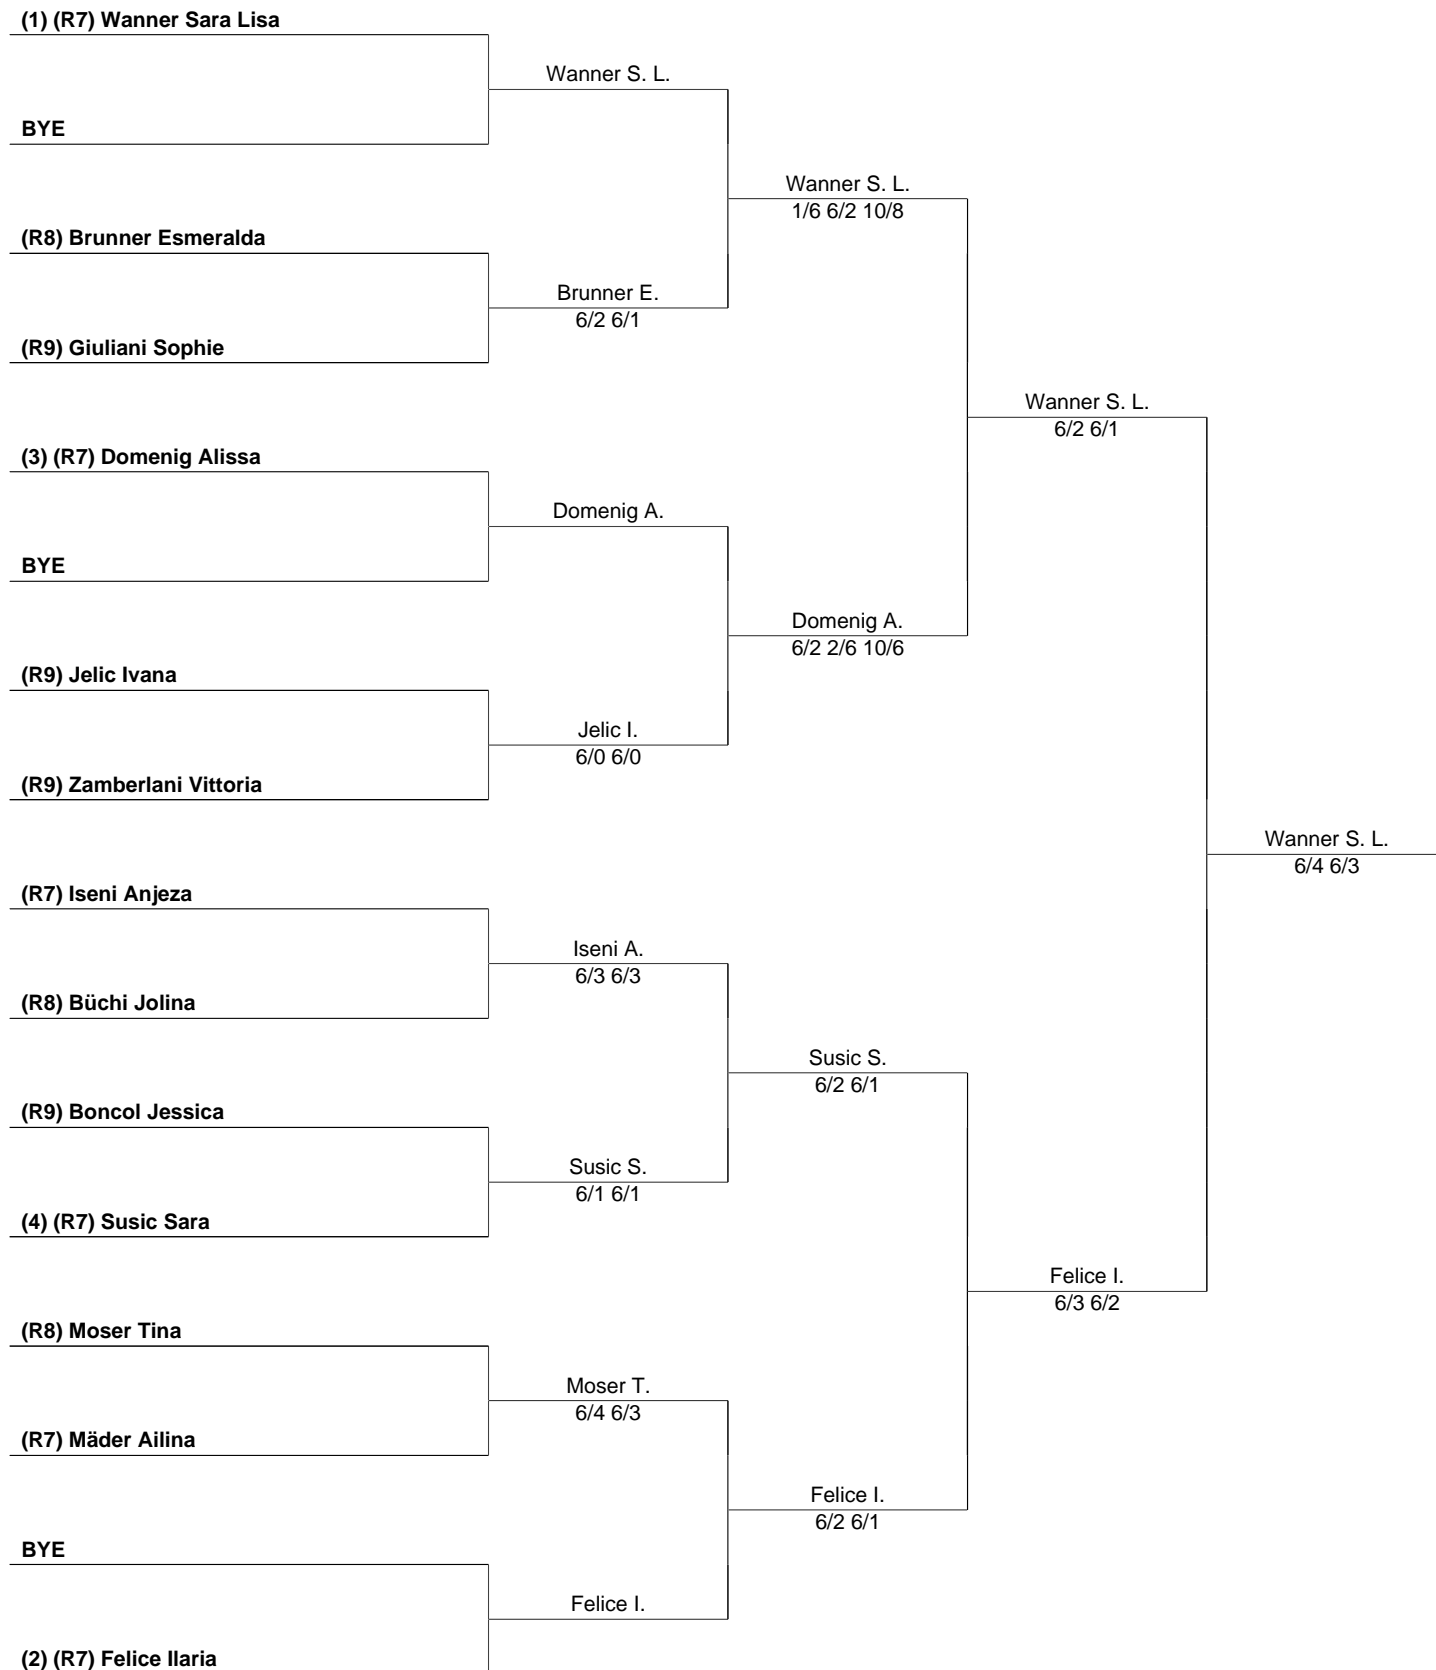 (1) (R7) Wanner Sara Lisa
Wanner S. L.
BYE
Wanner S. L.
1/6 6/2 10/8
(R8) Brunner Esmeralda
Brunner E.
6/2 6/1
(R9) Giuliani Sophie
Wanner S. L.
6/2 6/1
(3) (R7) Domenig Alissa
Domenig A.
BYE
Domenig A.
6/2 2/6 10/6
(R9) Jelic Ivana
Jelic I.
6/0 6/0
(R9) Zamberlani Vittoria
Wanner S. L.
6/4 6/3
(R7) Iseni Anjeza
Iseni A.
6/3 6/3
(R8) Büchi Jolina
Susic S.
6/2 6/1
(R9) Boncol Jessica
Susic S.
6/1 6/1
(4) (R7) Susic Sara
Felice I.
6/3 6/2
(R8) Moser Tina
Moser T.
6/4 6/3
(R7) Mäder Ailina
Felice I.
6/2 6/1
BYE
Felice I.
(2) (R7) Felice Ilaria